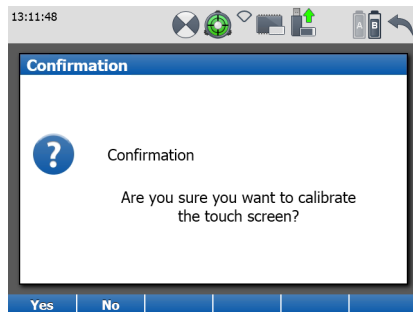 13:11:48
A B
Confirmation
Confirmation
Are you sure you want to calibrate
the touch screen?
Yes No